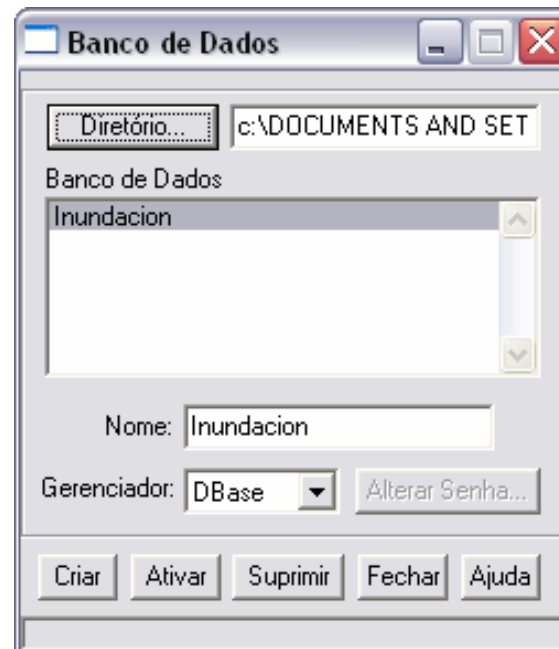 Banco de Dados
Diretório... c:\DOCUMENTS AND SET
Banco de Dados
Inundacion
Nome: Inundacion
Gerenciador: DBase Alterar Senha...
Criar Ativar Suprimir Fechar Ajuda